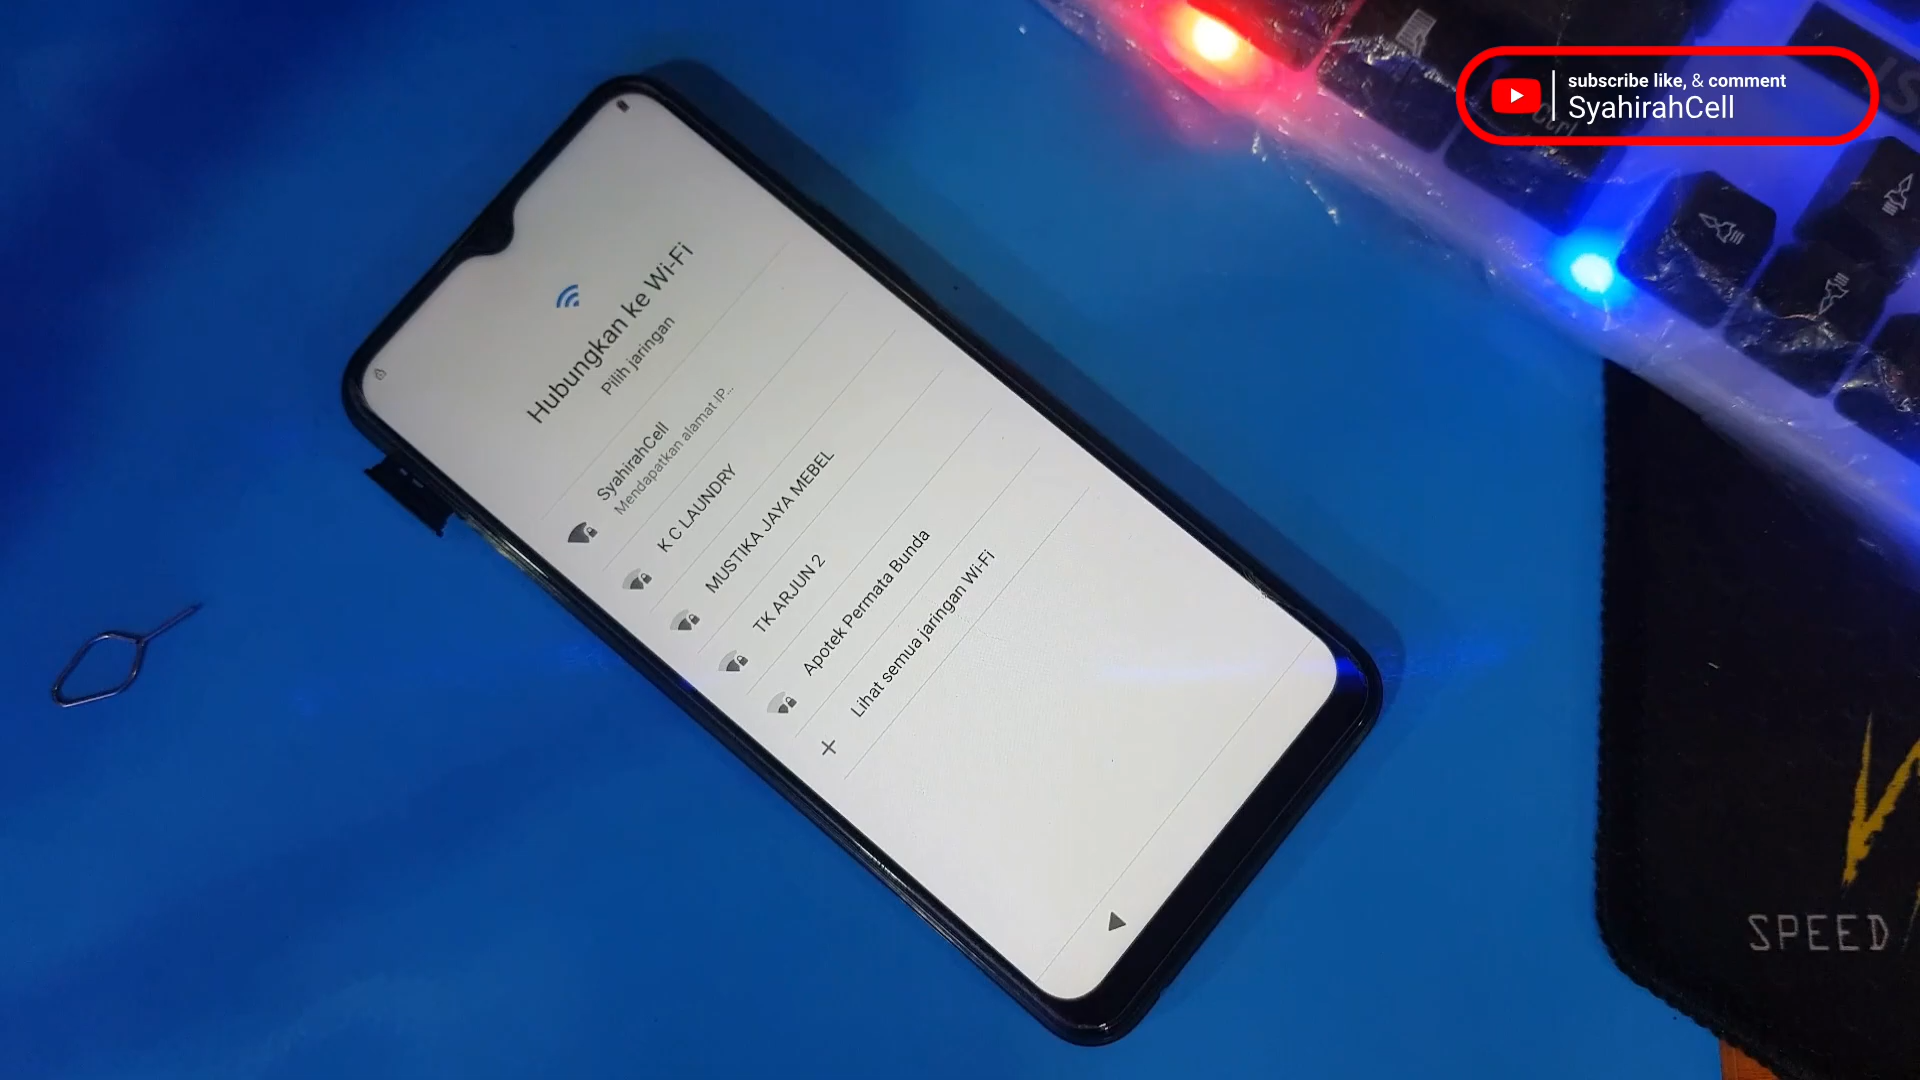 subscribe like, & comment
SyahirahCell
Ctrl
Hubungkan ke Wi-Fi
Pilih jaringan
SyahirahCell
Mendapatkan alamat IP...
K C LAUNDRY
MUSTIKA JAYA MEBEL
TK ARJUN 2
Apotek Permata Bunda
Lihat semua jaringan Wi-Fi
SPEED